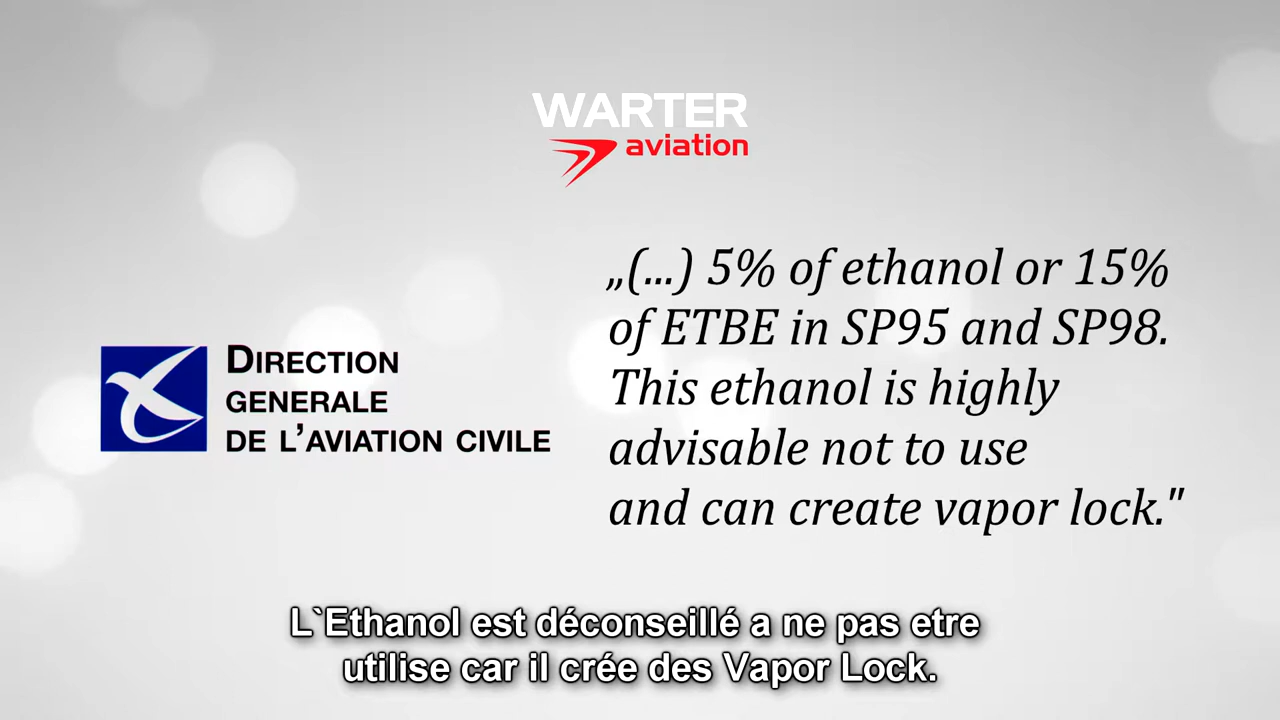 WARTER
aviation
DIRECTION
GENERALE
DE L'AVIATION CIVILE
„(...) 5% of ethanol or 15%
of ETBE in SP95 and SP98.
This ethanol is highly
advisable not to use
and can create vapor lock."
L`Ethanol est déconseillé a ne pas etre
utilise car il crée des Vapor Lock.